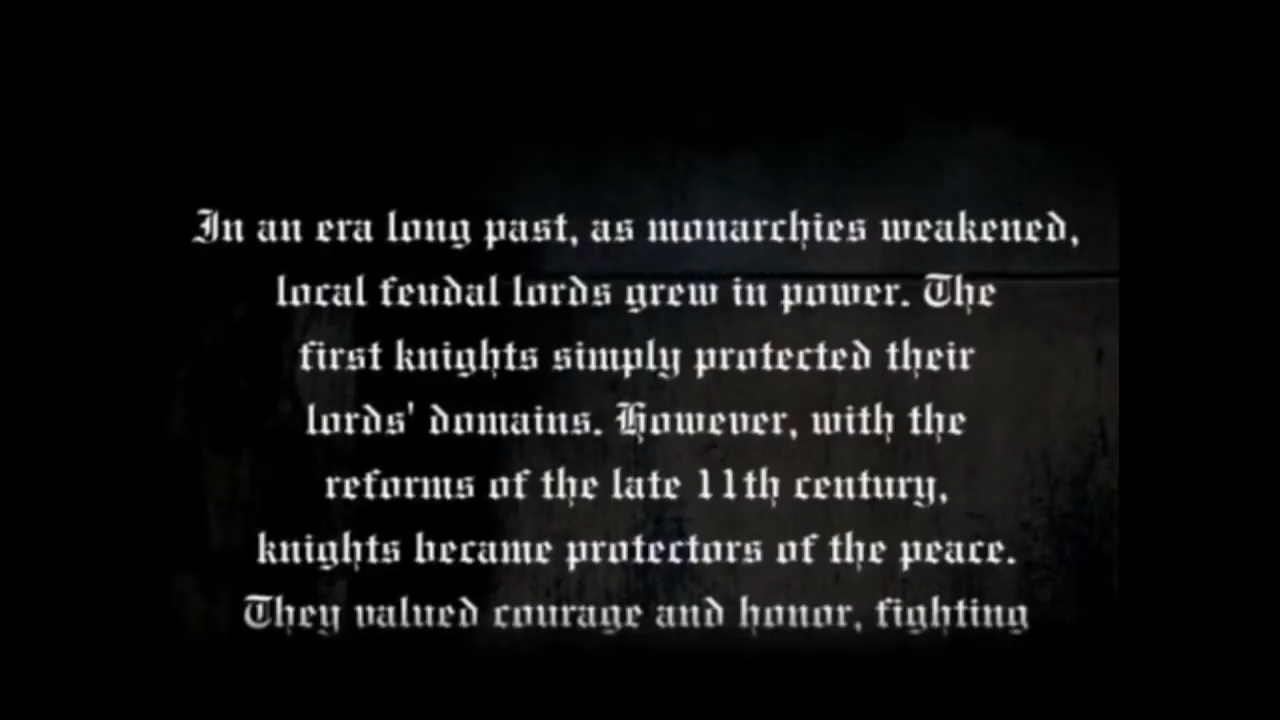 In an era long past, as monarchies weakened,
local feudal lords grew in power. The
first knights simply protected their
lords' domains. However, with the
reforms of the late 11th century,
knights became protectors of the peace.
They valued courage and honor, fighting